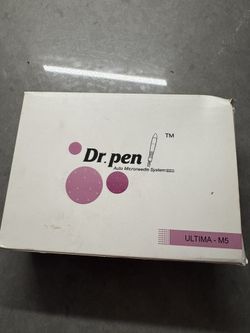 Dr. pen
TM
Auto Microneedle System
ULTIMA - M5